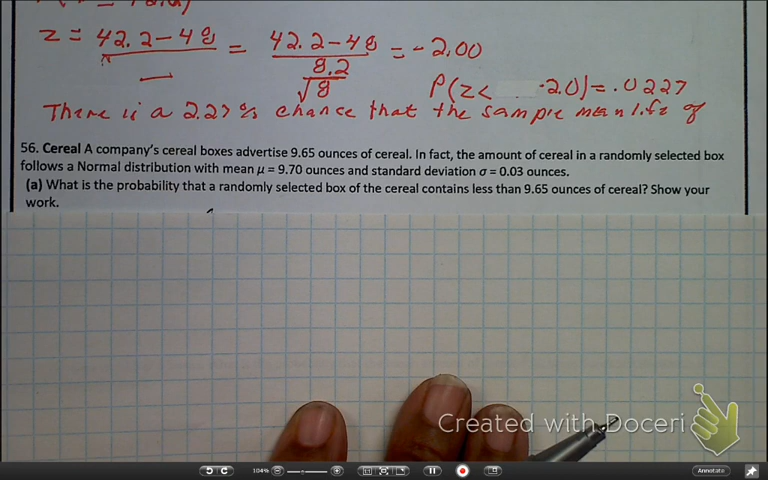 z = 42.2 - 48 = 42.2 - 48 = - 2.00
8.2
√8
P(z < -2.0) = .0227
There is a 2.27% chance that the sample mean life of
56. Cereal A company's cereal boxes advertise 9.65 ounces of cereal. In fact, the amount of cereal in a randomly selected box
follows a Normal distribution with mean μ = 9.70 ounces and standard deviation σ = 0.03 ounces.
(a) What is the probability that a randomly selected box of the cereal contains less than 9.65 ounces of cereal? Show your
work.
Created with Doceri
104%
Annotate